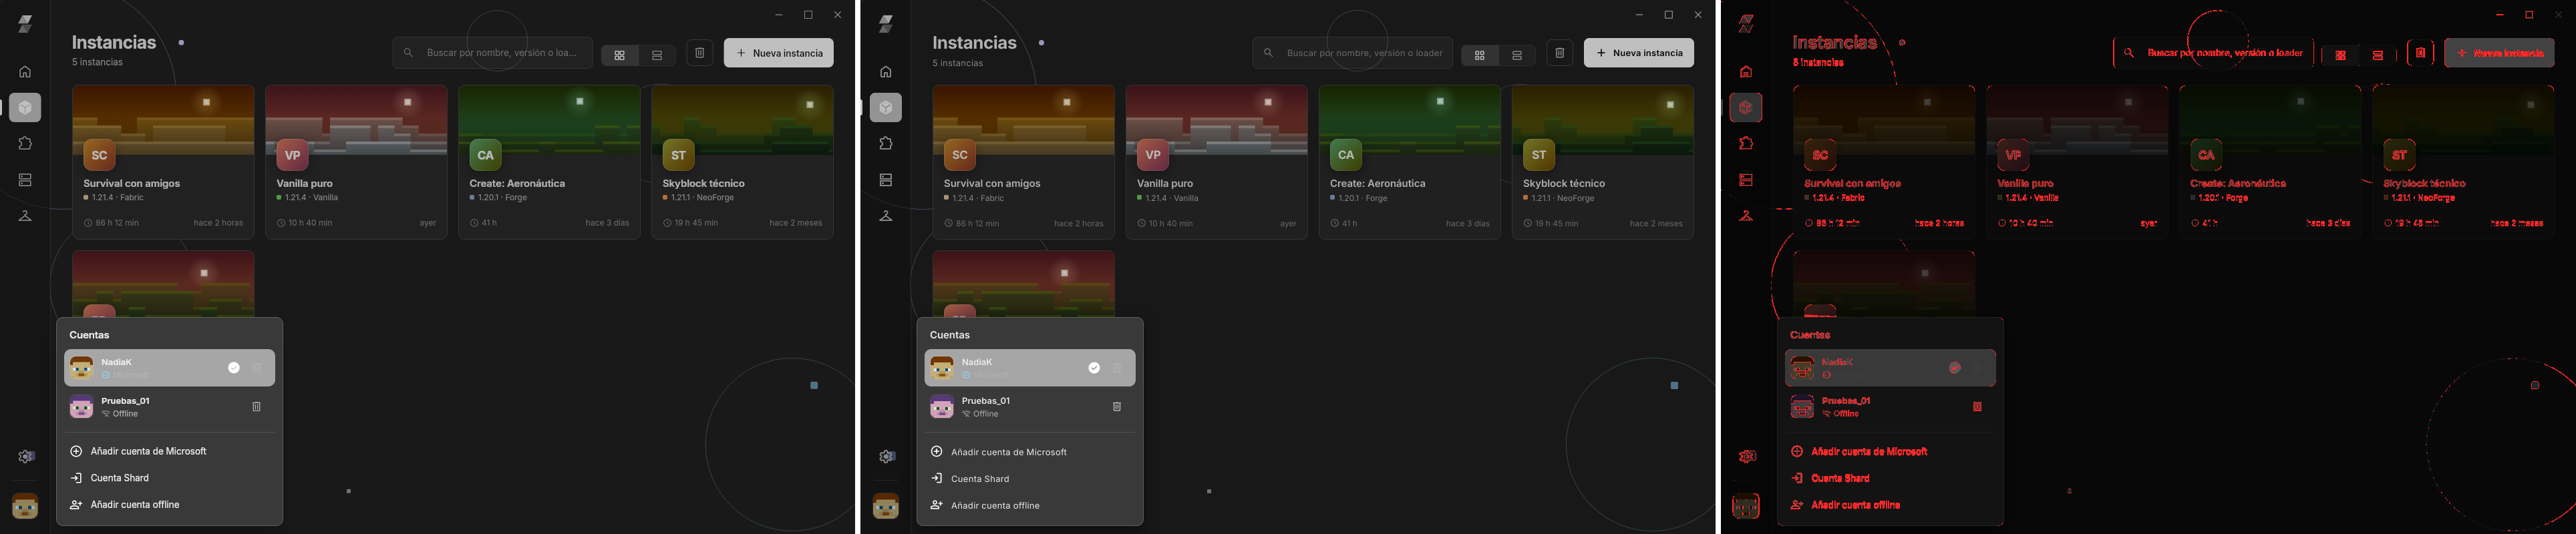 Instancias
5 instancias
Buscar por nombre, versión o loa...
Nueva instancia
SC
VP
CA
ST
Survival con amigos
Vanilla puro
Create: Aeronáutica
Skyblock técnico
1.21.4 · Fabric
1.21.4 · Vanilla
1.20.1 · Forge
1.21.1 · NeoForge
86 h 12 min
hace 2 horas
10 h 40 min
ayer
41 h
hace 3 días
19 h 45 min
hace 2 meses
Cuentas
NadiaK
Microsoft
Pruebas_01
Offline
Añadir cuenta de Microsoft
Cuenta Shard
Añadir cuenta offline
Instancias
5 instancias
Buscar por nombre, versión o loader
Nueva instancia
SC
VP
CA
ST
Survival con amigos
Vanilla puro
Create: Aeronáutica
Skyblock técnico
1.21.4 · Fabric
1.21.4 · Vanilla
1.20.1 · Forge
1.21.1 · NeoForge
86 h 12 min
hace 2 horas
10 h 40 min
ayer
41 h
hace 3 días
19 h 45 min
hace 2 meses
Cuentas
NadiaK
Microsoft
Pruebas_01
Offline
Añadir cuenta de Microsoft
Cuenta Shard
Añadir cuenta offline
Instancias
5 instancias
Buscar por nombre, versión o loader
Nueva instancia
SC
VP
CA
ST
Survival con amigos
Vanilla puro
Create: Aeronáutica
Skyblock técnico
1.21.4 · Fabric
1.21.4 · Vanilla
1.20.1 · Forge
1.21.1 · NeoForge
86 h 12 min
hace 2 horas
10 h 40 min
ayer
41 h
hace 3 días
19 h 45 min
hace 2 meses
Cuentas
NadiaK
Pruebas_01
Offline
Añadir cuenta de Microsoft
Cuenta Shard
Añadir cuenta offline